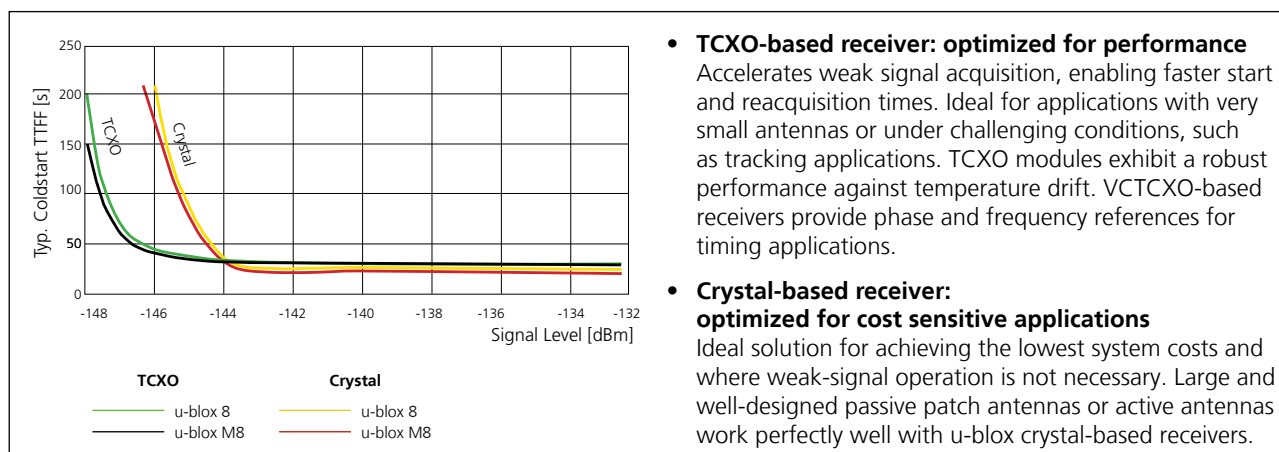 250
200
150
100
50
0
Typ. Coldstart TTFF [s]
TCXO
Crystal
-148
-146
-144
-142
-140
-138
-136
-134
-132
Signal Level [dBm]
TCXO
Crystal
u-blox 8
u-blox 8
u-blox M8
u-blox M8
• TCXO-based receiver: optimized for performance
Accelerates weak signal acquisition, enabling faster start
and reacquisition times. Ideal for applications with very
small antennas or under challenging conditions, such
as tracking applications. TCXO modules exhibit a robust
performance against temperature drift. VCTCXO-based
receivers provide phase and frequency references for
timing applications.
• Crystal-based receiver:
optimized for cost sensitive applications
Ideal solution for achieving the lowest system costs and
where weak-signal operation is not necessary. Large and
well-designed passive patch antennas or active antennas
work perfectly well with u-blox crystal-based receivers.